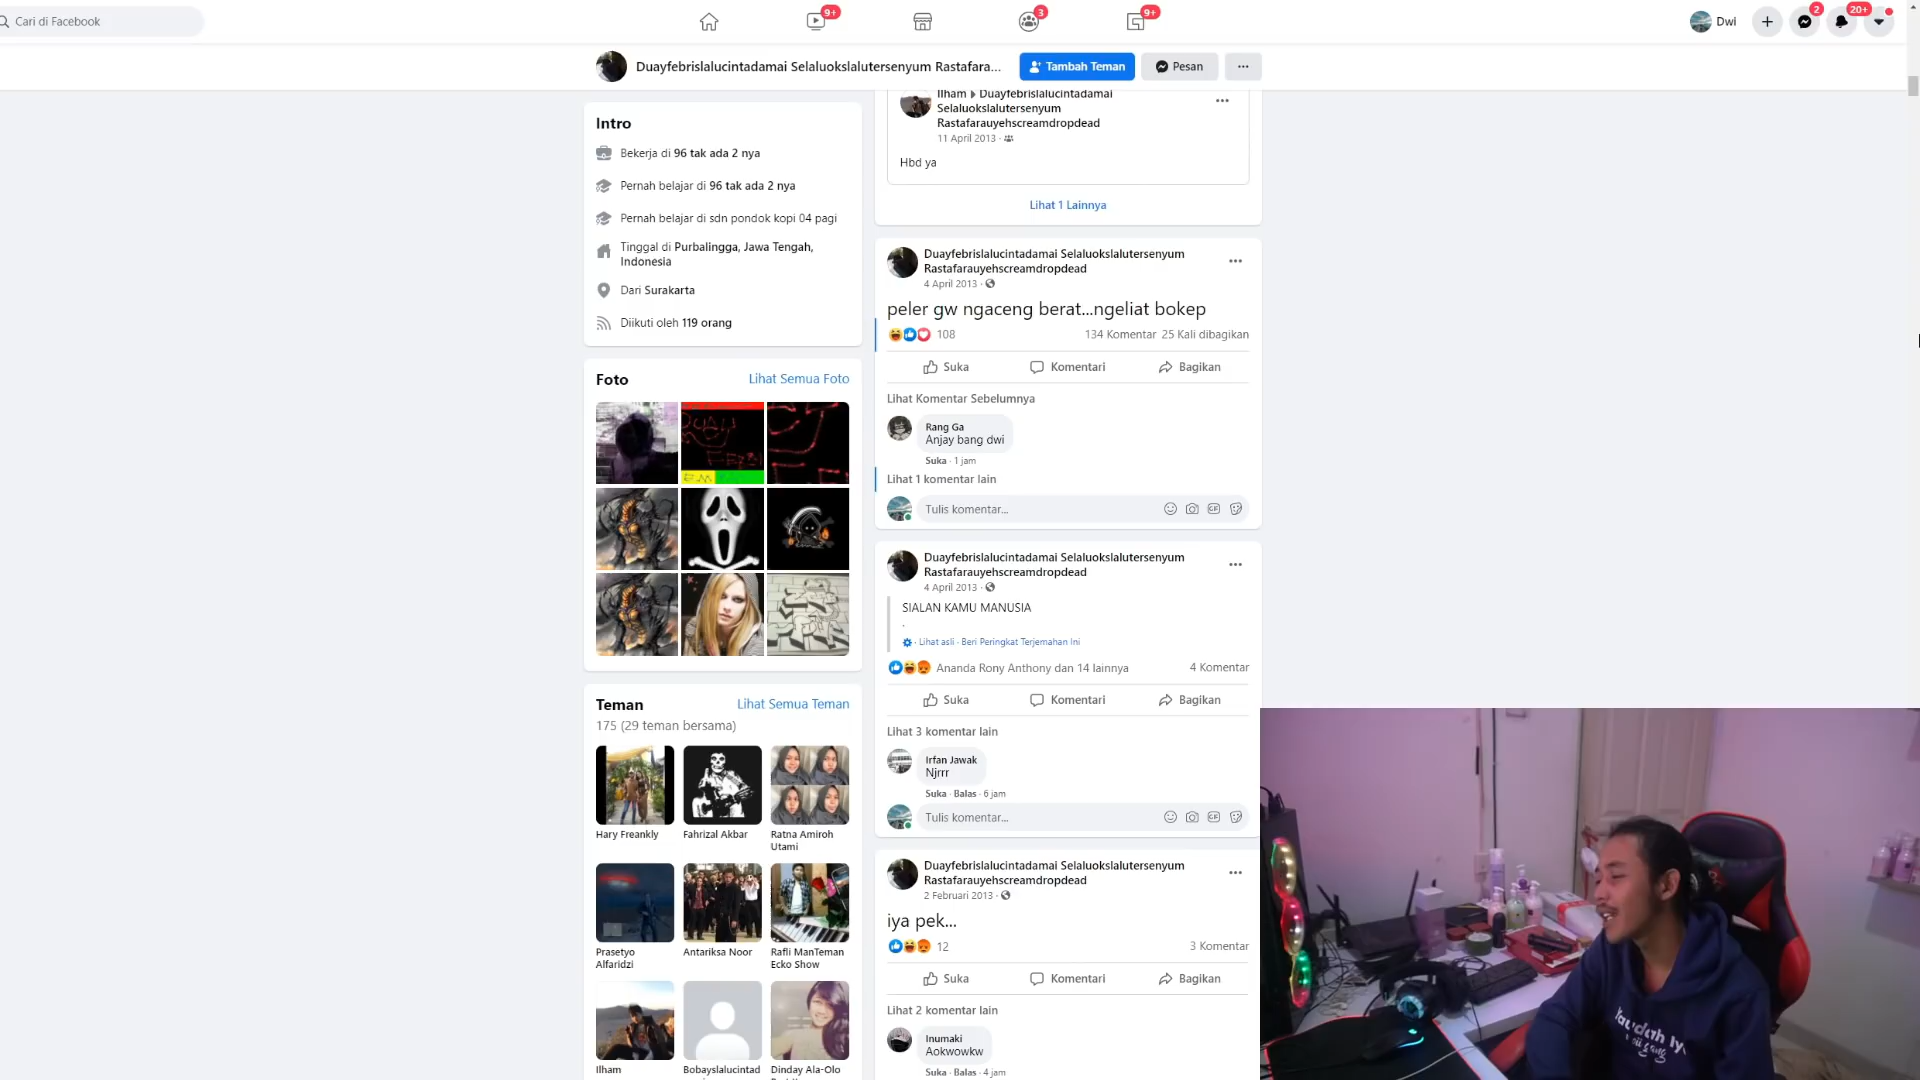 Cari di Facebook
9+
3
9+
Dwi
2
20+
Duayfebrislalucintadamai Selaluokslalutersenyum Rastafara...
Tambah Teman
Pesan
Intro
Bekerja di 96 tak ada 2 nya
Pernah belajar di 96 tak ada 2 nya
Pernah belajar di sdn pondok kopi 04 pagi
Tinggal di Purbalingga, Jawa Tengah,
Indonesia
Dari Surakarta
Diikuti oleh 119 orang
Foto
Lihat Semua Foto
Teman
Lihat Semua Teman
175 (29 teman bersama)
Hary Freankly
Fahrizal Akbar
Ratna Amiroh
Utami
Prasetyo
Alfaridzi
Antariksa Noor
Rafli ManTeman
Ecko Show
Ilham
Bobayslalucintad
Dinday Ala-Olo
Ilham ▸ Duayfebrislalucintadamai
Selaluokslalutersenyum
Rastafarauyehscreamdropdead
11 April 2013 ·
Hbd ya
Lihat 1 Lainnya
Duayfebrislalucintadamai Selaluokslalutersenyum
Rastafarauyehscreamdropdead
4 April 2013 ·
peler gw ngaceng berat...ngeliat bokep
108
134 Komentar 25 Kali dibagikan
Suka
Komentari
Bagikan
Lihat Komentar Sebelumnya
Rang Ga
Anjay bang dwi
Suka · 1 jam
Lihat 1 komentar lain
Tulis komentar...
Duayfebrislalucintadamai Selaluokslalutersenyum
Rastafarauyehscreamdropdead
4 April 2013 ·
SIALAN KAMU MANUSIA
.
· Lihat asli · Beri Peringkat Terjemahan Ini
Ananda Rony Anthony dan 14 lainnya
4 Komentar
Suka
Komentari
Bagikan
Lihat 3 komentar lain
Irfan Jawak
Njrrr
Suka · Balas · 6 jam
Tulis komentar...
Duayfebrislalucintadamai Selaluokslalutersenyum
Rastafarauyehscreamdropdead
2 Februari 2013 ·
iya pek...
12
3 Komentar
Suka
Komentari
Bagikan
Lihat 2 komentar lain
Inumaki
Aokwowkw
Suka · Balas · 4 jam